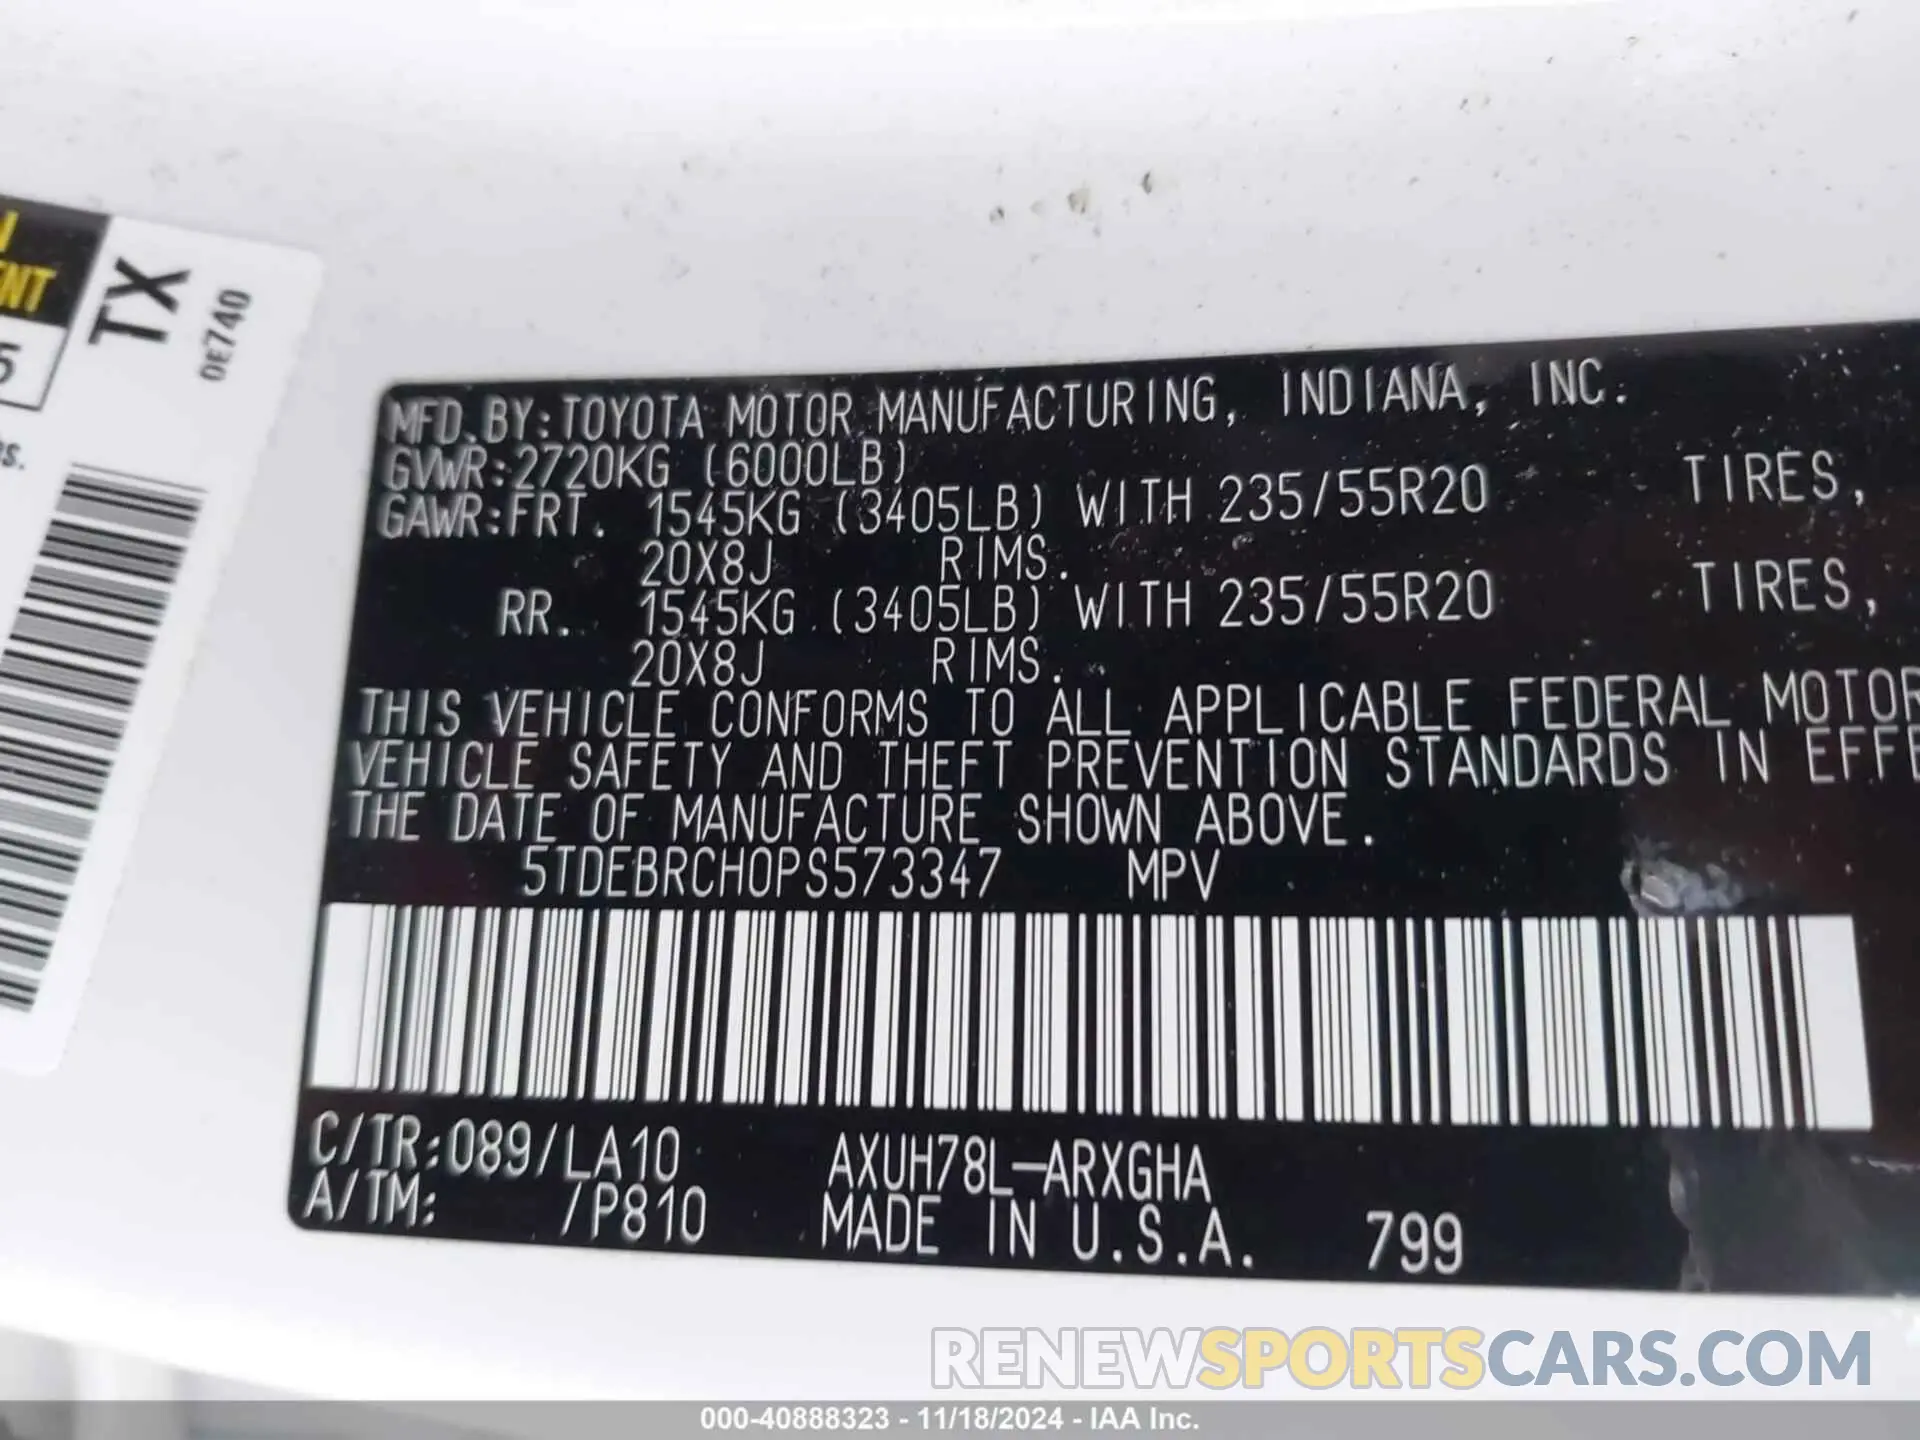 TX
0E740
5
MFD.BY:TOYOTA MOTOR MANUFACTURING, INDIANA, INC.
GVWR:2720KG (6000LB)
GAWR:FRT. 1545KG (3405LB) WITH 235/55R20 TIRES,
20X8J RIMS.
RR. 1545KG (3405LB) WITH 235/55R20 TIRES,
20X8J RIMS.
THIS VEHICLE CONFORMS TO ALL APPLICABLE FEDERAL MOTOR
VEHICLE SAFETY AND THEFT PREVENTION STANDARDS IN EFFE
THE DATE OF MANUFACTURE SHOWN ABOVE.
5TDEBRCH0PS573347 MPV
C/TR:089/LA10 AXUH78L-ARXGHA
A/TM: /P810 MADE IN U.S.A. 799
RENEWSPORTSCARS.COM
000-40888323 - 11/18/2024 - IAA Inc.